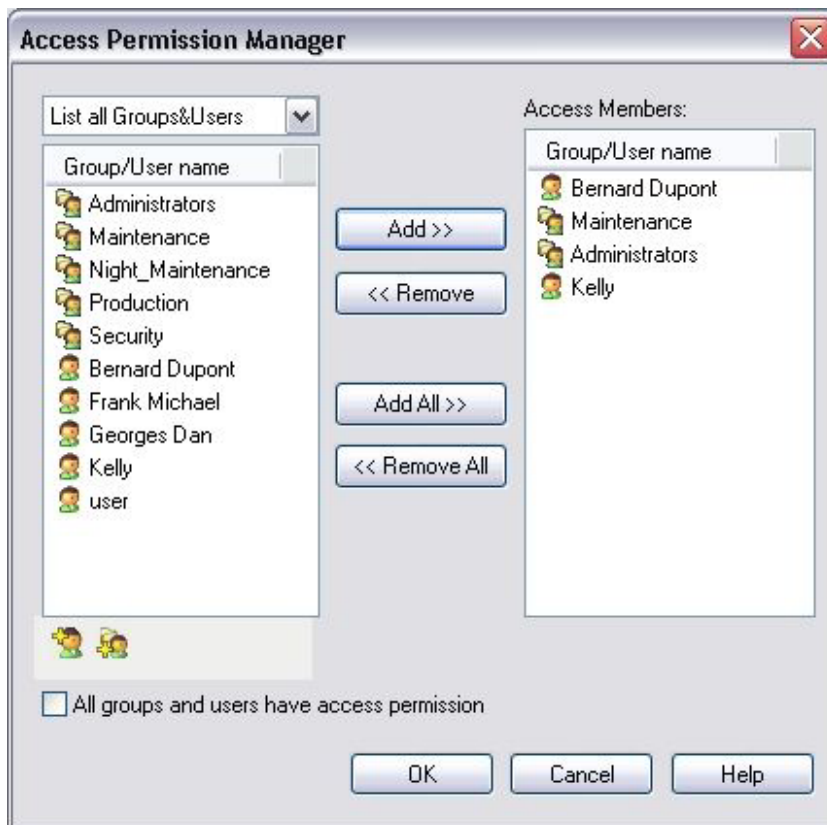 Access Permission Manager
List all Groups&Users
Group/User name
Administrators
Maintenance
Night_Maintenance
Production
Security
Bernard Dupont
Frank Michael
Georges Dan
Kelly
user
Add >>
<< Remove
Add All >>
<< Remove All
Access Members:
Group/User name
Bernard Dupont
Maintenance
Administrators
Kelly
All groups and users have access permission
OK
Cancel
Help